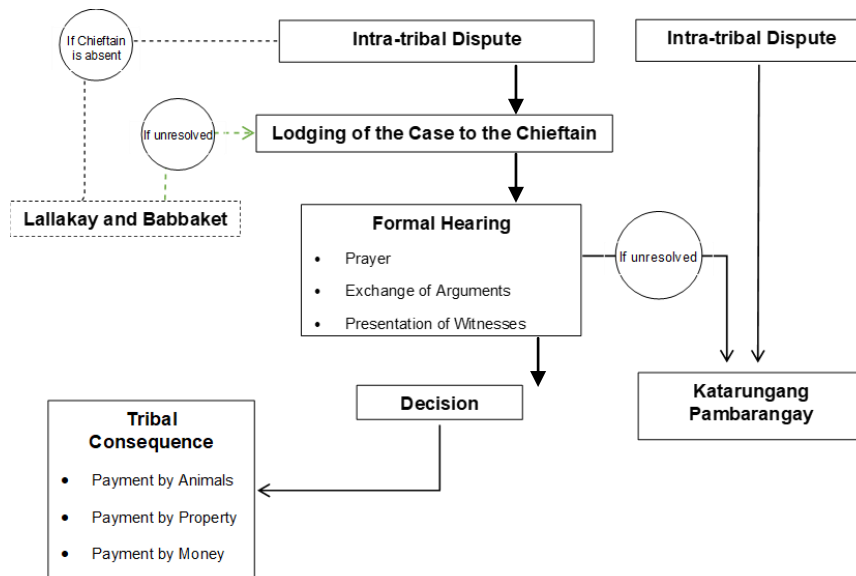 If Chieftain
is absent
Intra-tribal Dispute
Intra-tribal Dispute
If unresolved
Lodging of the Case to the Chieftain
Lallakay and Babbaket
Formal Hearing
• Prayer
• Exchange of Arguments
• Presentation of Witnesses
If unresolved
Decision
Katarungang
Pambarangay
Tribal
Consequence
• Payment by Animals
• Payment by Property
• Payment by Money